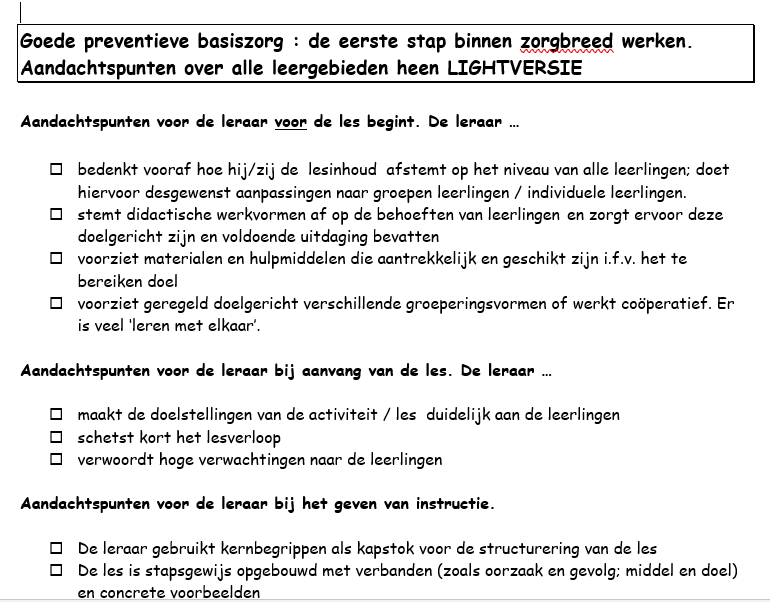 Goede preventieve basiszorg : de eerste stap binnen zorgbreed werken.
Aandachtspunten over alle leergebieden heen LIGHTVERSIE
Aandachtspunten voor de leraar voor de les begint. De leraar …
☐ bedenkt vooraf hoe hij/zij de lesinhoud afstemt op het niveau van alle leerlingen; doet
hiervoor desgewenst aanpassingen naar groepen leerlingen / individuele leerlingen.
☐ stemt didactische werkvormen af op de behoeften van leerlingen en zorgt ervoor deze
doelgericht zijn en voldoende uitdaging bevatten
☐ voorziet materialen en hulpmiddelen die aantrekkelijk en geschikt zijn i.f.v. het te
bereiken doel
☐ voorziet geregeld doelgericht verschillende groeperingsvormen of werkt coöperatief. Er
is veel ‘leren met elkaar’.
Aandachtspunten voor de leraar bij aanvang van de les. De leraar …
☐ maakt de doelstellingen van de activiteit / les duidelijk aan de leerlingen
☐ schetst kort het lesverloop
☐ verwoordt hoge verwachtingen naar de leerlingen
Aandachtspunten voor de leraar bij het geven van instructie.
☐ De leraar gebruikt kernbegrippen als kapstok voor de structurering van de les
☐ De les is stapsgewijs opgebouwd met verbanden (zoals oorzaak en gevolg; middel en doel)
en concrete voorbeelden